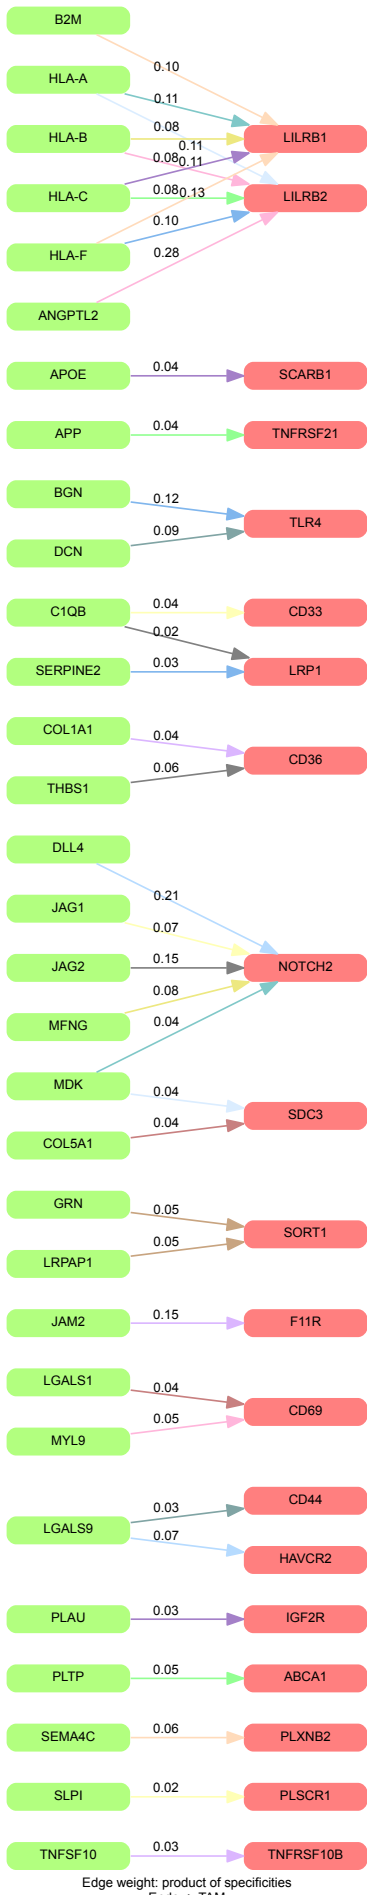 B2M
0.10
HLA-A
0.11
HLA-B
0.08
LILRB1
0.11
0.08
0.11
HLA-C
0.08
0.13
LILRB2
0.10
HLA-F
0.28
ANGPTL2
APOE
0.04
SCARB1
APP
0.04
TNFRSF21
BGN
0.12
TLR4
DCN
0.09
C1QB
0.04
CD33
0.02
SERPINE2
0.03
LRP1
COL1A1
0.04
CD36
THBS1
0.06
DLL4
0.21
JAG1
0.07
JAG2
0.15
NOTCH2
MFNG
0.08
0.04
MDK
0.04
SDC3
COL5A1
0.04
GRN
0.05
SORT1
LRPAP1
0.05
JAM2
0.15
F11R
LGALS1
0.04
CD69
MYL9
0.05
CD44
0.03
LGALS9
0.07
HAVCR2
PLAU
0.03
IGF2R
PLTP
0.05
ABCA1
SEMA4C
0.06
PLXNB2
SLPI
0.02
PLSCR1
TNFSF10
0.03
TNFRSF10B
Edge weight: product of specificities